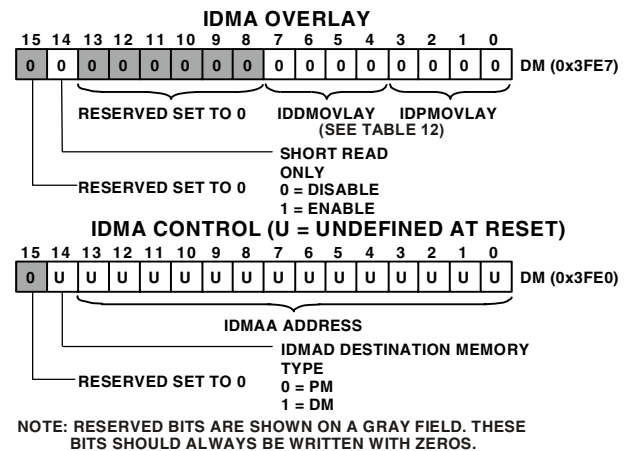 IDMA OVERLAY
15 14 13 12 11 10 9 8 7 6 5 4 3 2 1 0
0 0 0 0 0 0 0 0 0 0 0 0 0 0 0 0 DM (0x3FE7)
RESERVED SET TO 0 IDDMOVLAY IDPMOVLAY
(SEE TABLE 12)
SHORT READ
ONLY
RESERVED SET TO 0 0 = DISABLE
1 = ENABLE
IDMA CONTROL (U = UNDEFINED AT RESET)
15 14 13 12 11 10 9 8 7 6 5 4 3 2 1 0
0 U U U U U U U U U U U U U U U DM (0x3FE0)
IDMAA ADDRESS
IDMAD DESTINATION MEMORY
TYPE
RESERVED SET TO 0 0 = PM
1 = DM
NOTE: RESERVED BITS ARE SHOWN ON A GRAY FIELD. THESE
BITS SHOULD ALWAYS BE WRITTEN WITH ZEROS.